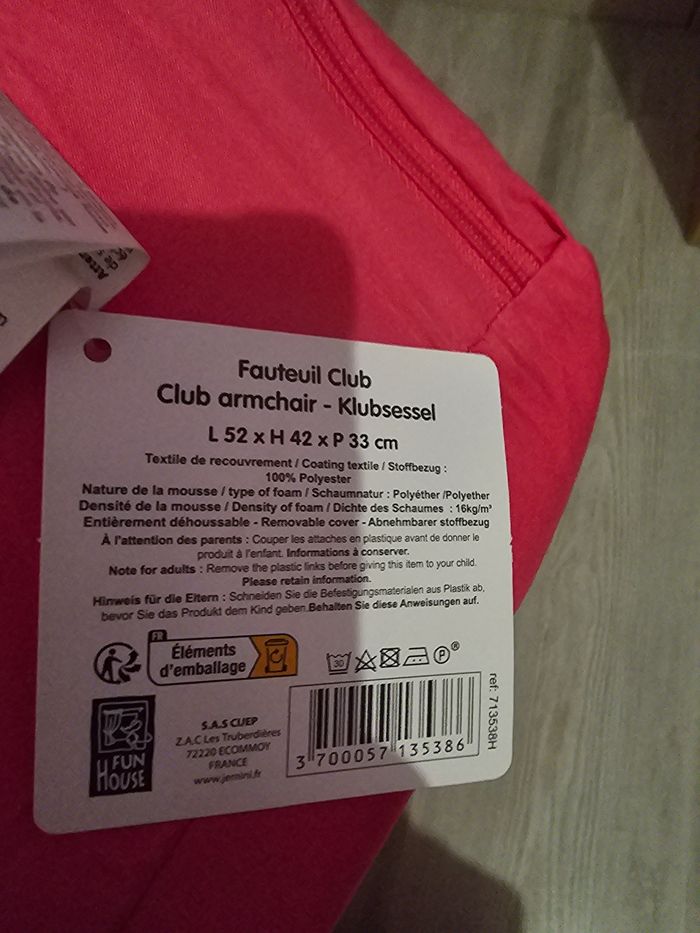 Fauteuil Club
Club armchair - Klubsessel
L 52 x H 42 x P 33 cm
Textile de recouvrement / Coating textile / Stoffbezug :
100% Polyester
Nature de la mousse / type of foam / Schaumnatur : Polyéther /Polyether
Densité de la mousse / Density of foam / Dichte des Schaumes : 16kg/m³
Entièrement déhoussable - Removable cover - Abnehmbarer stoffbezug
À l'attention des parents : Couper les attaches en plastique avant de donner le
produit à l'enfant. Informations à conserver.
Note for adults : Remove the plastic links before giving this item to your child.
Please retain information.
Hinweis für die Eltern : Schneiden Sie die Befestigungsmaterialen aus Plastik ab,
bevor Sie das Produkt dem Kind geben.Behalten Sie diese Anweisungen auf.
FR
Éléments
d'emballage
30
P
®
FUN
HOUSE
S.A.S CIJEP
Z.A.C Les Truberdières
72220 ECOMMOY
FRANCE
www.jemini.fr
3 700057 135386
ref: 713538H